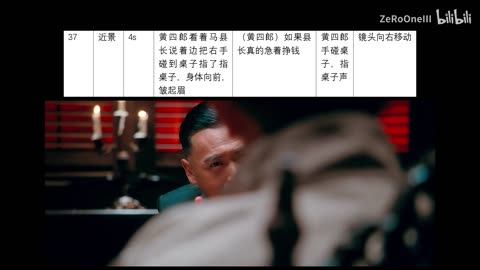 ZeRoOneIII bilibili
37
近景
4s
黄四郎看着马县
长说着边把右手
碰到桌子指了指
桌子，身体向前，
皱起眉
（黄四郎）如果县
长真的急着挣钱
黄四郎
手碰桌
子，指
桌子声
镜头向右移动